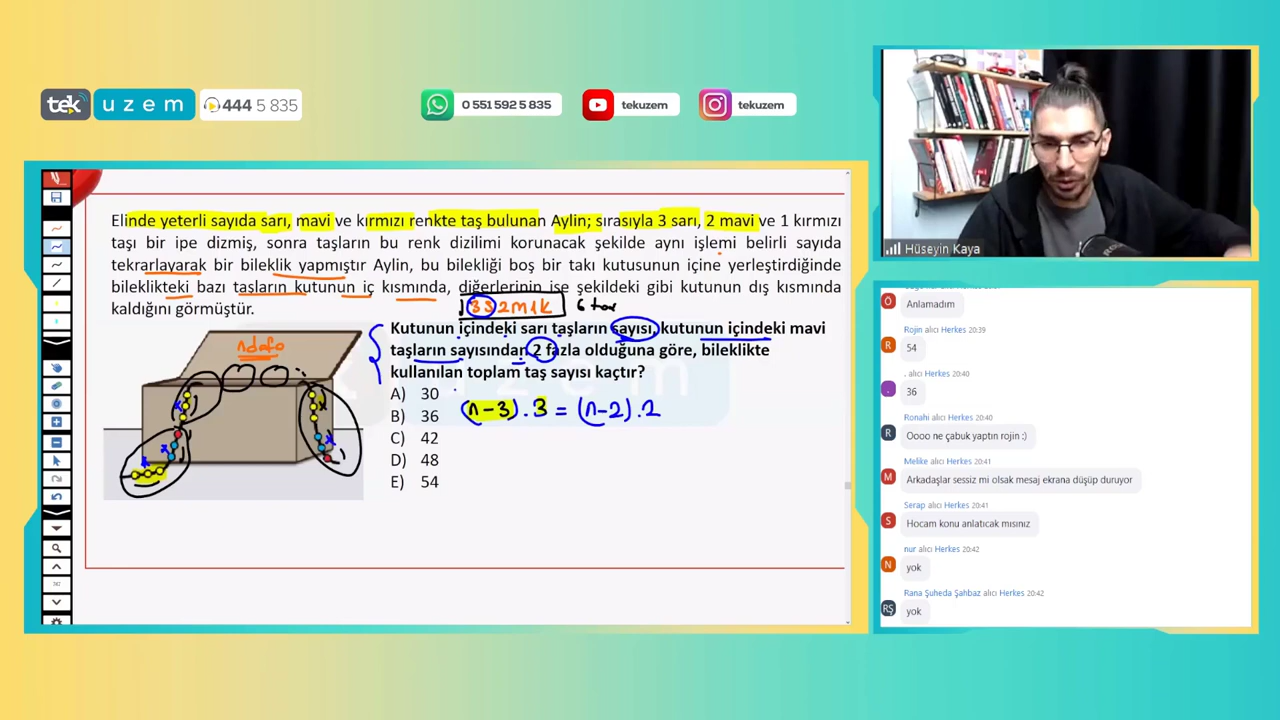 tek uzem 444 5 835
0 551 592 5 835
tekuzem
tekuzem
Elinde yeterli sayıda sarı, mavi ve kırmızı renkte taş bulunan Aylin; sırasıyla 3 sarı, 2 mavi ve 1 kırmızı
taşı bir ipe dizmiş, sonra taşların bu renk dizilimi korunacak şekilde aynı işlemi belirli sayıda
tekrarlayarak bir bileklik yapmıştır Aylin, bu bilekliği boş bir takı kutusunun içine yerleştirdiğinde
bileklikteki bazı taşların kutunun iç kısmında, diğerlerinin ise şekildeki gibi kutunun dış kısmında
kaldığını görmüştür.
Kutunun içindeki sarı taşların sayısı, kutunun içindeki mavi
taşların sayısından 2 fazla olduğuna göre, bileklikte
kullanılan toplam taş sayısı kaçtır?
A) 30
B) 36
C) 42
D) 48
E) 54
(n-3).3 = (n-2).2
Hüseyin Kaya
Anlamadım
Rojin alıcı Herkes 20:39
54
. alıcı Herkes 20:40
36
Ronahi alıcı Herkes 20:40
Oooo ne çabuk yaptın rojin :)
Melike alıcı Herkes 20:41
Arkadaşlar sessiz mi olsak mesaj ekrana düşüp duruyor
Serap alıcı Herkes 20:41
Hocam konu anlatıcak mısınız
nur alıcı Herkes 20:42
yok
Rana Şuheda Şahbaz alıcı Herkes 20:42
yok